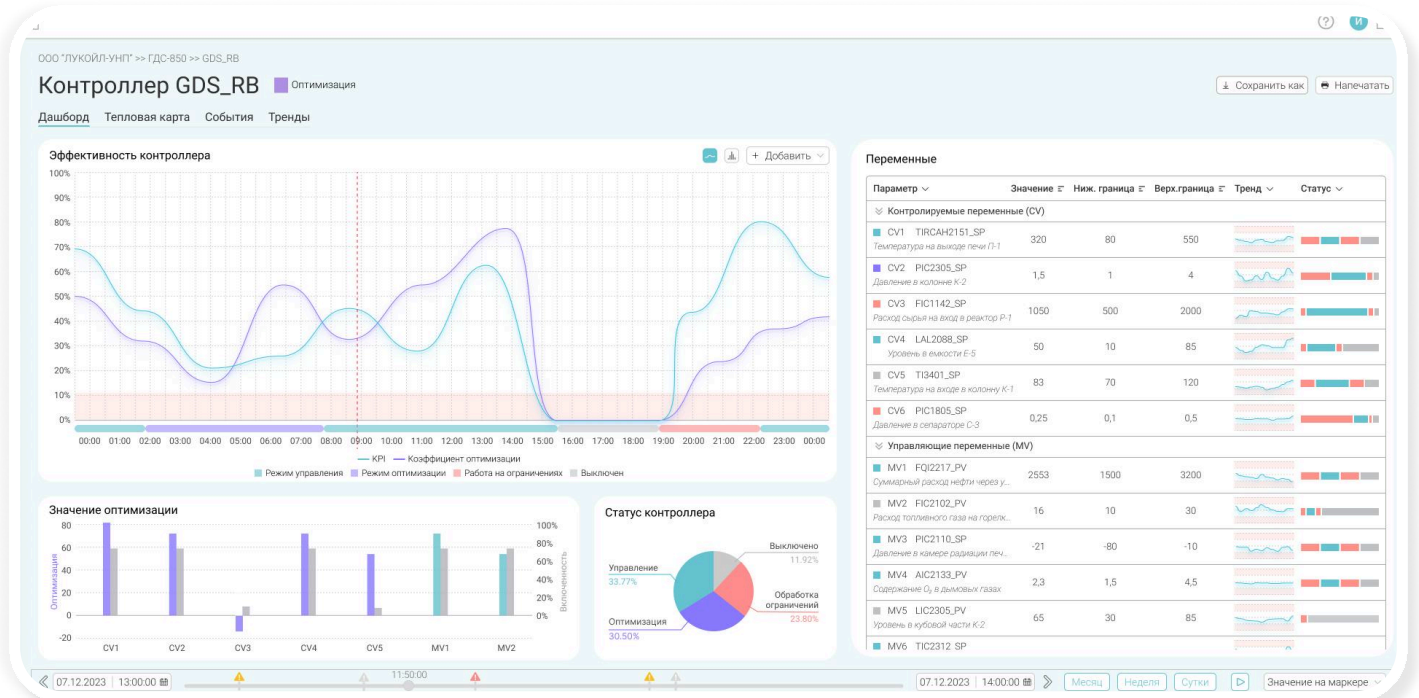 ООО "ЛУКОЙЛ-УНП" >> ГДС-850 >> GDS_RB
Контроллер GDS_RB
Оптимизация
Сохранить как
Напечатать
Дашборд Тепловая карта События Тренды
Эффективность контроллера
+ Добавить
100%
90%
80%
70%
60%
50%
40%
30%
20%
10%
0%
00:00 01:00 02:00 03:00 04:00 05:00 06:00 07:00 08:00 09:00 10:00 11:00 12:00 13:00 14:00 15:00 16:00 17:00 18:00 19:00 20:00 21:00 22:00 23:00 00:00
KPI Коэффициент оптимизации
Режим управления Режим оптимизации Работа на ограничениях Выключен
Значение оптимизации
Оптимизация
80
60
40
20
0
-20
100%
80%
60%
40%
20%
0%
Включенность
CV1 CV2 CV3 CV4 CV5 MV1 MV2
Статус контроллера
Выключено
11.92%
Управление
33.77%
Обработка
ограничений
23.80%
Оптимизация
30.50%
Переменные
Параметр Значение Ниж. граница Верх.граница Тренд Статус
Контролируемые переменные (CV)
CV1 TIRCAH2151_SP
Температура на выходе печи П-1
320 80 550
CV2 PIC2305_SP
Давление в колонне К-2
1,5 1 4
CV3 FIC1142_SP
Расход сырья на вход в реактор Р-1
1050 500 2000
CV4 LAL2088_SP
Уровень в емкости Е-5
50 10 85
CV5 TI3401_SP
Температура на входе в колонну К-1
83 70 120
CV6 PIC1805_SP
Давление в сепараторе С-3
0,25 0,1 0,5
Управляющие переменные (MV)
MV1 FQI2217_PV
Суммарный расход нефти через у...
2553 1500 3200
MV2 FIC2102_PV
Расход топливного газа на горелк...
16 10 30
MV3 PIC2110_SP
Давление в камере радиации печ...
-21 -80 -10
MV4 AIC2133_PV
Содержание O₂ в дымовых газах
2,3 1,5 4,5
MV5 LIC2305_PV
Уровень в кубовой части К-2
65 30 85
MV6 TIC2312_SP
07.12.2023 13:00:00
11:50:00
07.12.2023 14:00:00
Месяц Неделя Сутки
Значение на маркере